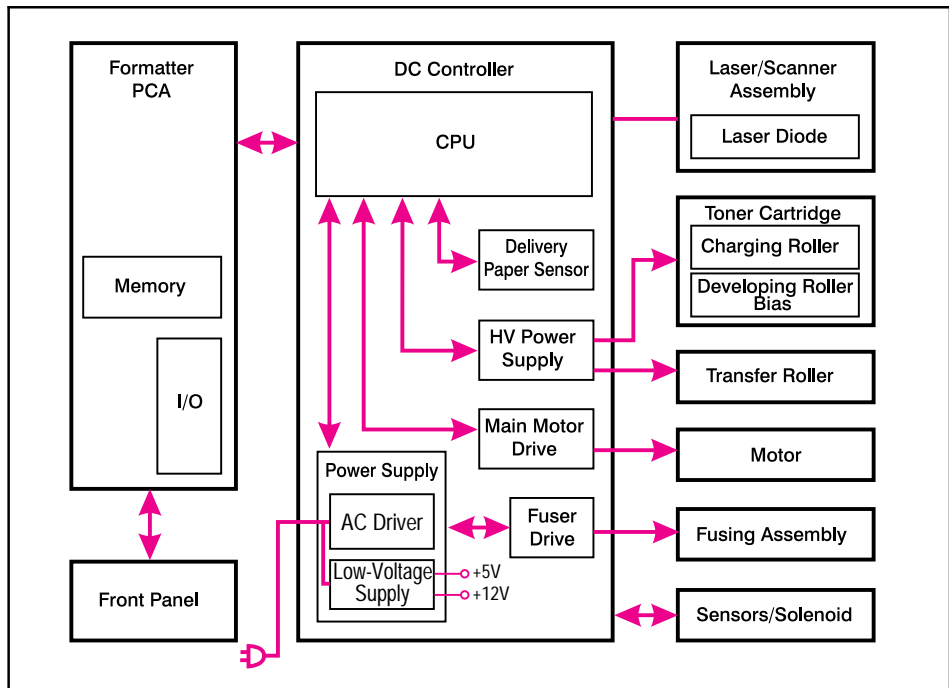 Formatter
PCA
Memory
I/O
Front Panel
DC Controller
CPU
Delivery
Paper Sensor
HV Power
Supply
Main Motor
Drive
Power Supply
AC Driver
Low-Voltage
Supply
+5V
+12V
Fuser
Drive
Laser/Scanner
Assembly
Laser Diode
Toner Cartridge
Charging Roller
Developing Roller
Bias
Transfer Roller
Motor
Fusing Assembly
Sensors/Solenoid